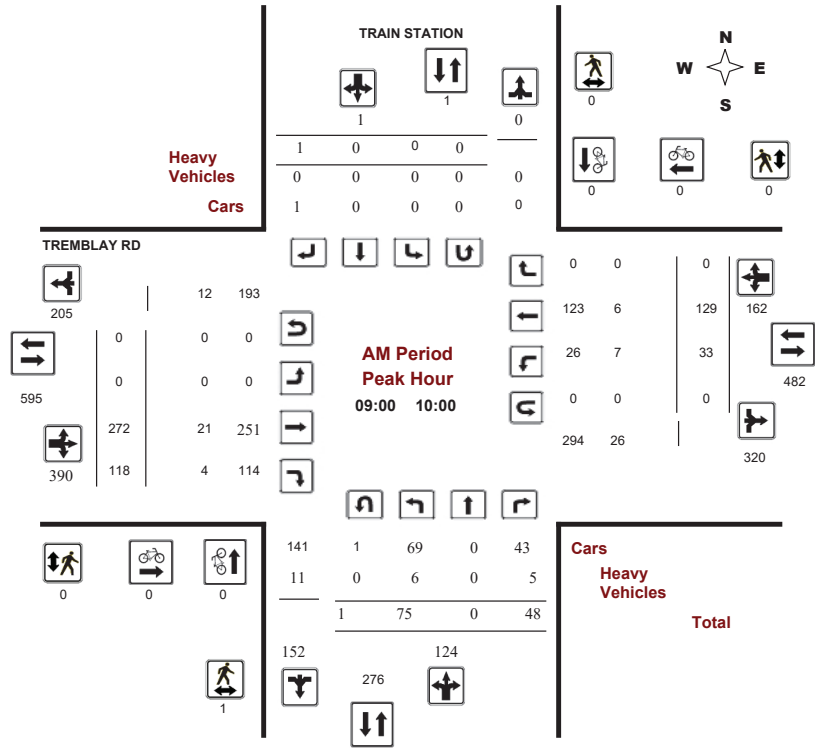 TRAIN STATION
N
W E
S
1
0
1 0
0
1 0 0 0
Heavy
Vehicles
0 0 0 0 0
Cars
1 0 0 0 0
0 0 0
TREMBLAY RD
205
12 193
0 0 0
162
0 0 0
123 6 129
595
0 0 0
AM Period
Peak Hour
09:00 10:00
26 7 33
482
0 0 0
272 21 251
294 26
320
390
118 4 114
141 1 69 0 43
Cars
11 0 6 0 5
Heavy
Vehicles
0 0 0
1 75 0 48
Total
152 124
276
1